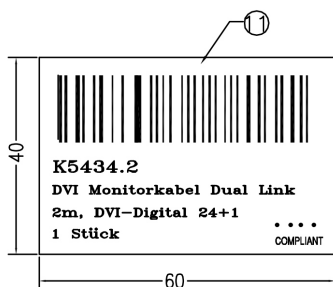 11
40
K5434.2
DVI Monitorkabel Dual Link
2m, DVI-Digital 24+1
1 Stück
COMPLIANT
60